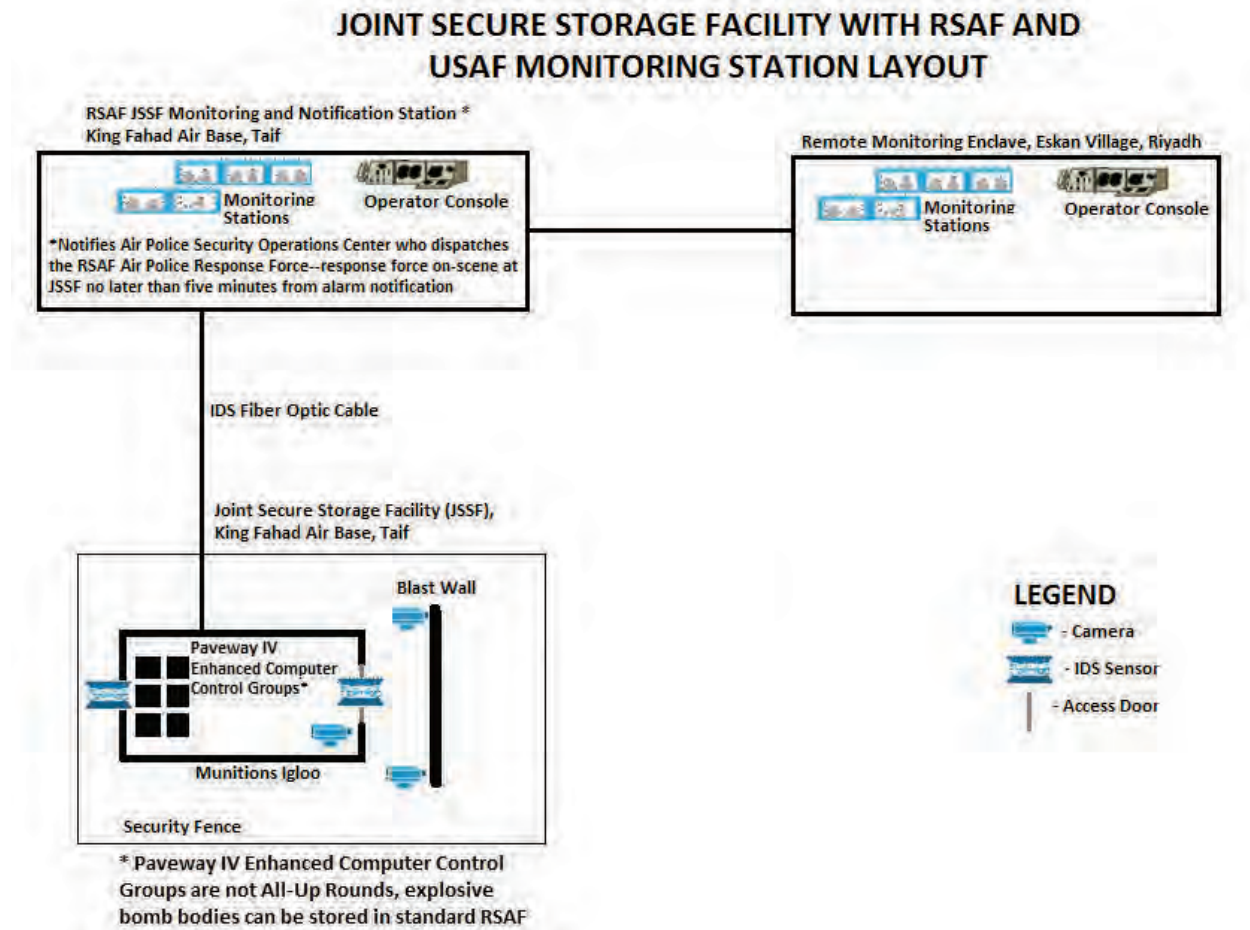 JOINT SECURE STORAGE FACILITY WITH RSAF AND
USAF MONITORING STATION LAYOUT
RSAF JSSF Monitoring and Notification Station *
King Fahad Air Base, Taif
Monitoring
Stations
Operator Console
*Notifies Air Police Security Operations Center who dispatches
the RSAF Air Police Response Force--response force on-scene at
JSSF no later than five minutes from alarm notification
Remote Monitoring Enclave, Eskan Village, Riyadh
Monitoring
Stations
Operator Console
IDS Fiber Optic Cable
Joint Secure Storage Facility (JSSF),
King Fahad Air Base, Taif
Blast Wall
Paveway IV
Enhanced Computer
Control Groups*
Munitions Igloo
Security Fence
* Paveway IV Enhanced Computer Control
Groups are not All-Up Rounds, explosive
bomb bodies can be stored in standard RSAF
LEGEND
- Camera
- IDS Sensor
- Access Door